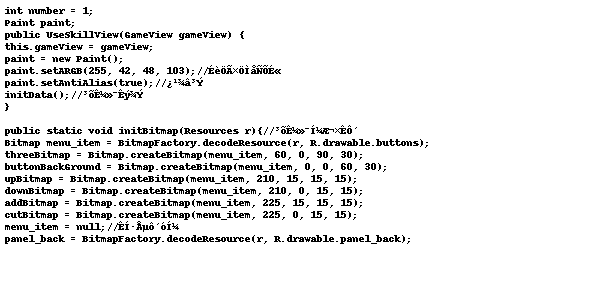 int number = 1;
Paint paint;
public UseSkillView(GameView gameView) {
this.gameView = gameView;
paint = new Paint();
paint.setARGB(255, 42, 48, 103);//ÉèÖÃ×ÖÌåÑÕÉ«
paint.setAntiAlias(true);//¿¹¾â³Ý
initData();//³õÊ¼»¯Êý¾Ý
}

public static void initBitmap(Resources r){//³õÊ¼»¯Í¼Æ¬×ÊÔ´
Bitmap menu_item = BitmapFactory.decodeResource(r, R.drawable.buttons);
threeBitmap = Bitmap.createBitmap(menu_item, 60, 0, 90, 30);
buttonBackGround = Bitmap.createBitmap(menu_item, 0, 0, 60, 30);
upBitmap = Bitmap.createBitmap(menu_item, 210, 15, 15, 15);
downBitmap = Bitmap.createBitmap(menu_item, 210, 0, 15, 15);
addBitmap = Bitmap.createBitmap(menu_item, 225, 15, 15, 15);
cutBitmap = Bitmap.createBitmap(menu_item, 225, 0, 15, 15);
menu_item = null;//ÊÍ·Åµô´óÍ¼
panel_back = BitmapFactory.decodeResource(r, R.drawable.panel_back);